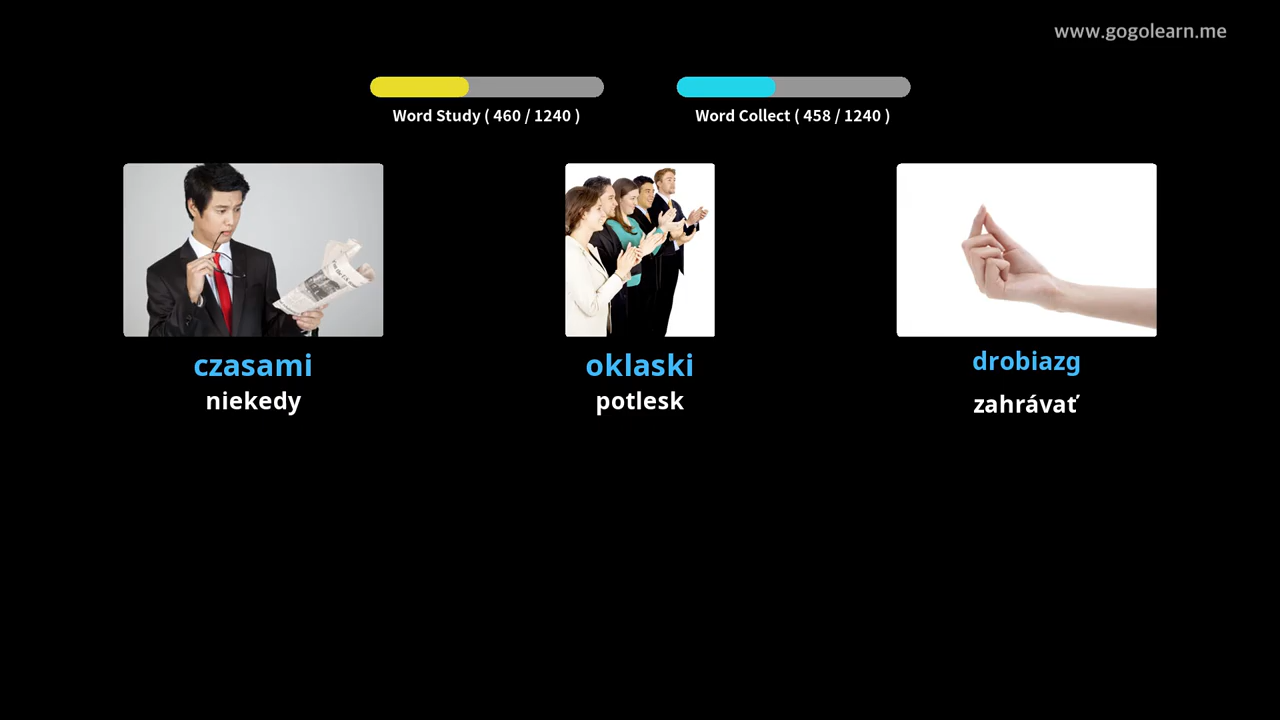 www.gogolearn.me
Word Study ( 460 / 1240 )
Word Collect ( 458 / 1240 )
czasami
niekedy
oklaski
potlesk
drobiazg
zahrávať